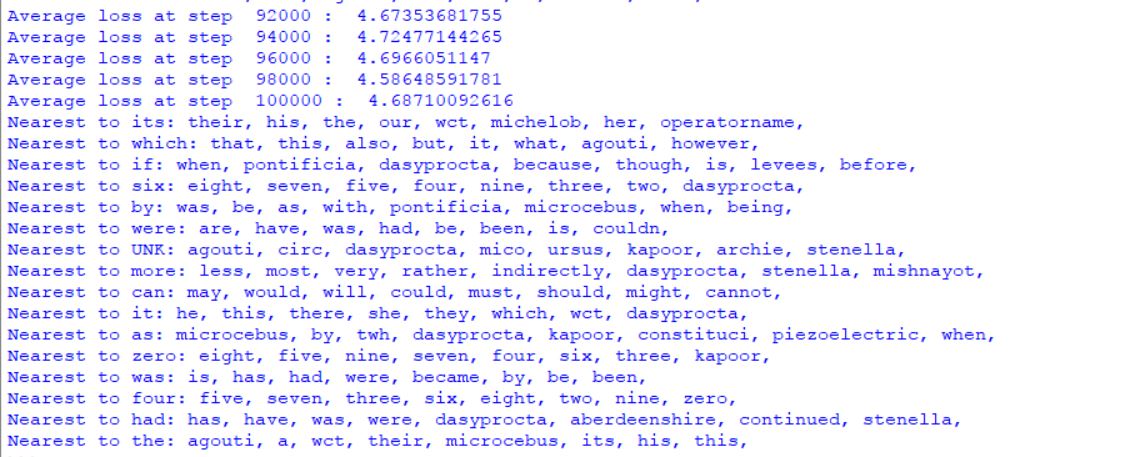 Average loss at step  92000 :  4.67353681755
Average loss at step  94000 :  4.72477144265
Average loss at step  96000 :  4.6966051147
Average loss at step  98000 :  4.58648591781
Average loss at step  100000 :  4.68710092616
Nearest to its: their, his, the, our, wct, michelob, her, operatorname,
Nearest to which: that, this, also, but, it, what, agouti, however,
Nearest to if: when, pontificia, dasyprocta, because, though, is, levees, before,
Nearest to six: eight, seven, five, four, nine, three, two, dasyprocta,
Nearest to by: was, be, as, with, pontificia, microcebus, when, being,
Nearest to were: are, have, was, had, be, been, is, couldn,
Nearest to UNK: agouti, circ, dasyprocta, mico, ursus, kapoor, archie, stenella,
Nearest to more: less, most, very, rather, indirectly, dasyprocta, stenella, mishnayot,
Nearest to can: may, would, will, could, must, should, might, cannot,
Nearest to it: he, this, there, she, they, which, wct, dasyprocta,
Nearest to as: microcebus, by, twh, dasyprocta, kapoor, constituci, piezoelectric, when,
Nearest to zero: eight, five, nine, seven, four, six, three, kapoor,
Nearest to was: is, has, had, were, became, by, be, been,
Nearest to four: five, seven, three, six, eight, two, nine, zero,
Nearest to had: has, have, was, were, dasyprocta, aberdeenshire, continued, stenella,
Nearest to the: agouti, a, wct, their, microcebus, its, his, this,